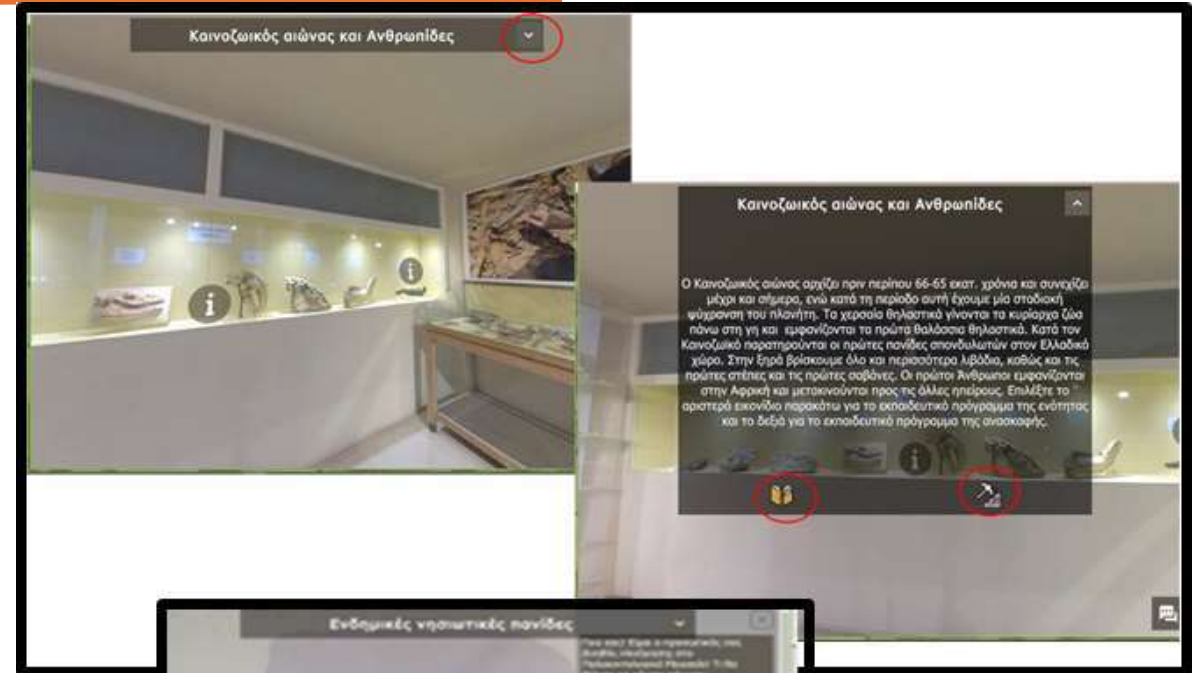 Καινοζωικός αιώνας και Ανθρωπίδες
Καινοζωικός αιώνας και Ανθρωπίδες
Ο Καινοζωικός αιώνας αρχίζει πριν περίπου 66-65 εκατ. χρόνια και συνεχίζει
μέχρι και σήμερα, ενώ κατά τη περίοδο αυτή έχουμε μία σταδιακή
ψύχρανση του πλανήτη. Τα χερσαία θηλαστικά γίνονται τα κυρίαρχα ζώα
πάνω στη γη και εμφανίζονται τα πρώτα θαλάσσια θηλαστικά. Κατά τον
Καινοζωικό παρατηρούνται οι πρώτες πανίδες σπονδυλωτών στον Ελλαδικό
χώρο. Στην ξηρά βρίσκουμε όλο και περισσότερα λιβάδια, καθώς και τις
πρώτες στέπες και τις πρώτες σαβάνες. Οι πρώτοι Άνθρωποι εμφανίζονται
στην Αφρική και μετακινούνται προς τις άλλες ηπείρους. Επιλέξτε το
αριστερά εικονίδιο παρακάτω για το εκπαιδευτικό πρόγραμμα της ενότητας
και το δεξιά για το εκπαιδευτικό πρόγραμμα της ανασκαφής.
Ενδημικές νησιωτικές πανίδες